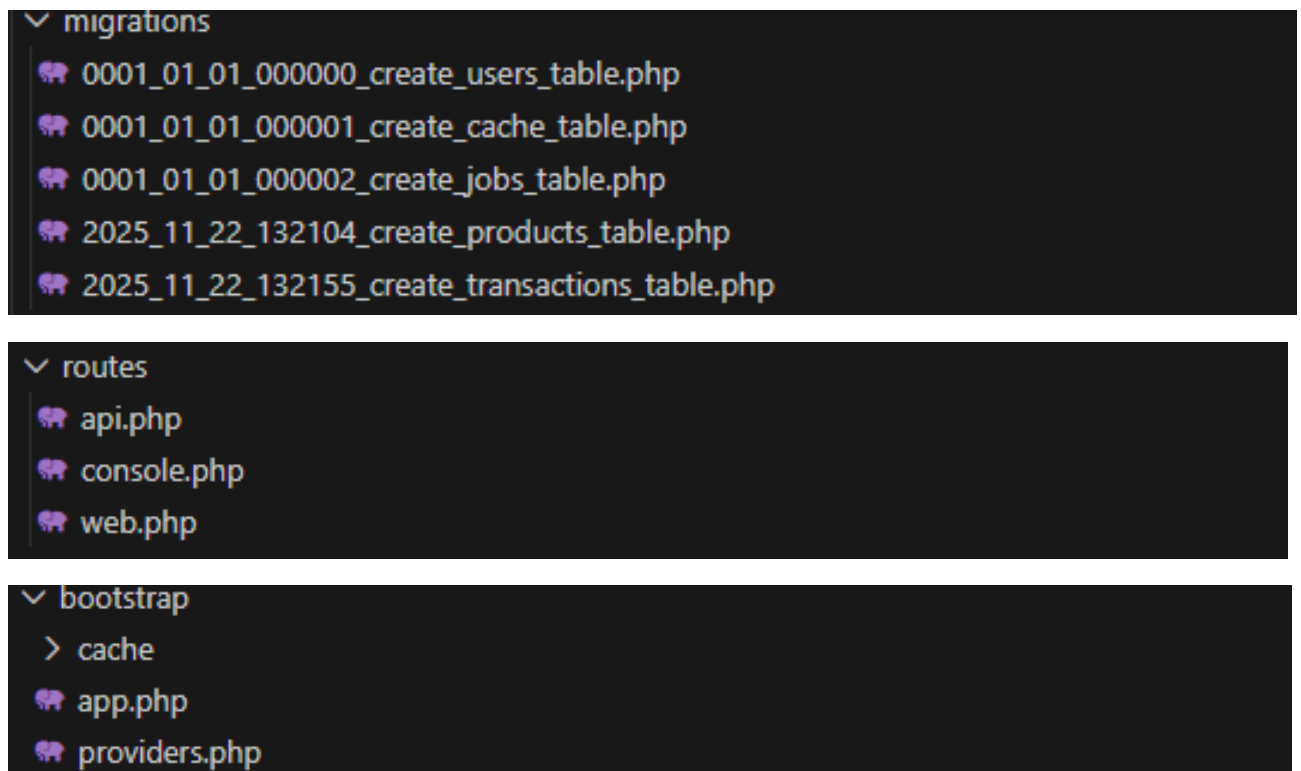 migrations
0001_01_01_000000_create_users_table.php
0001_01_01_000001_create_cache_table.php
0001_01_01_000002_create_jobs_table.php
2025_11_22_132104_create_products_table.php
2025_11_22_132155_create_transactions_table.php
routes
api.php
console.php
web.php
bootstrap
cache
app.php
providers.php